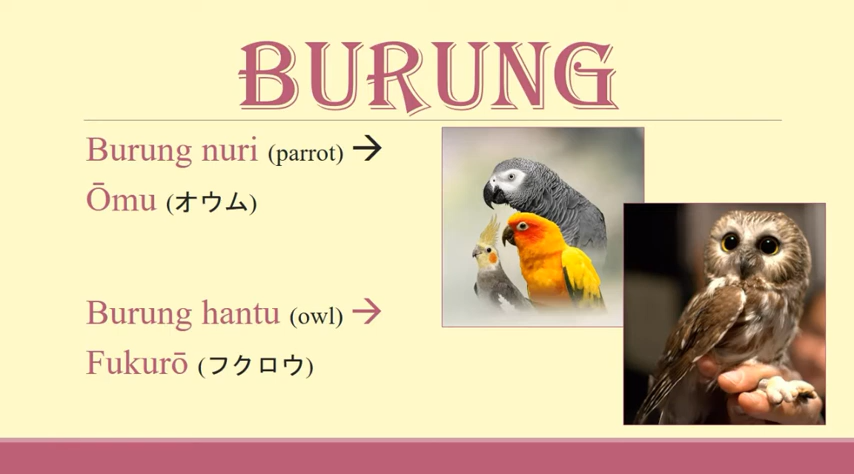 BURUNG
Burung nuri (parrot) →
Ōmu (オウム)
Burung hantu (owl) →
Fukurō (フクロウ)